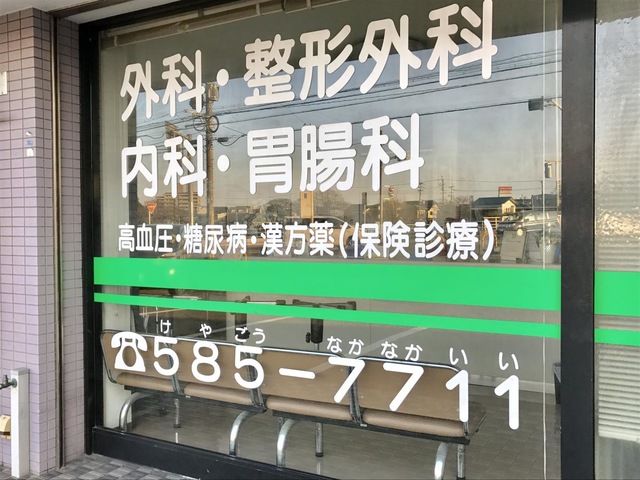 外科・整形外科
内科・胃腸科
高血圧・糖尿病・漢方薬(保険診療)
けやごう なかなかいい
☎585-7711